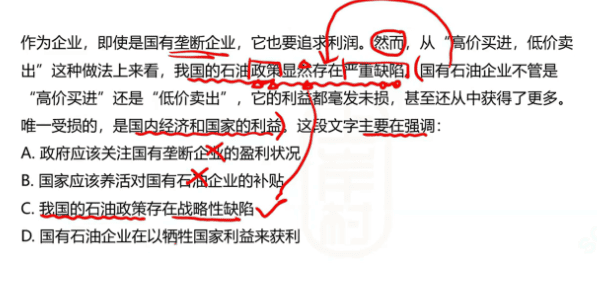 作为企业，即使是国有垄断企业，它也要追求利润。然而，从“高价买进，低价卖
出”这种做法上来看，我国的石油政策显然存在严重缺陷。国有石油企业不管是
“高价买进”还是“低价卖出”，它的利益都毫发未损，甚至还从中获得了更多。
唯一受损的，是国内经济和国家的利益。这段文字主要在强调：
A. 政府应该关注国有垄断企业的盈利状况
B. 国家应该养活对国有石油企业的补贴
C. 我国的石油政策存在战略性缺陷
D. 国有石油企业在以牺牲国家利益来获利